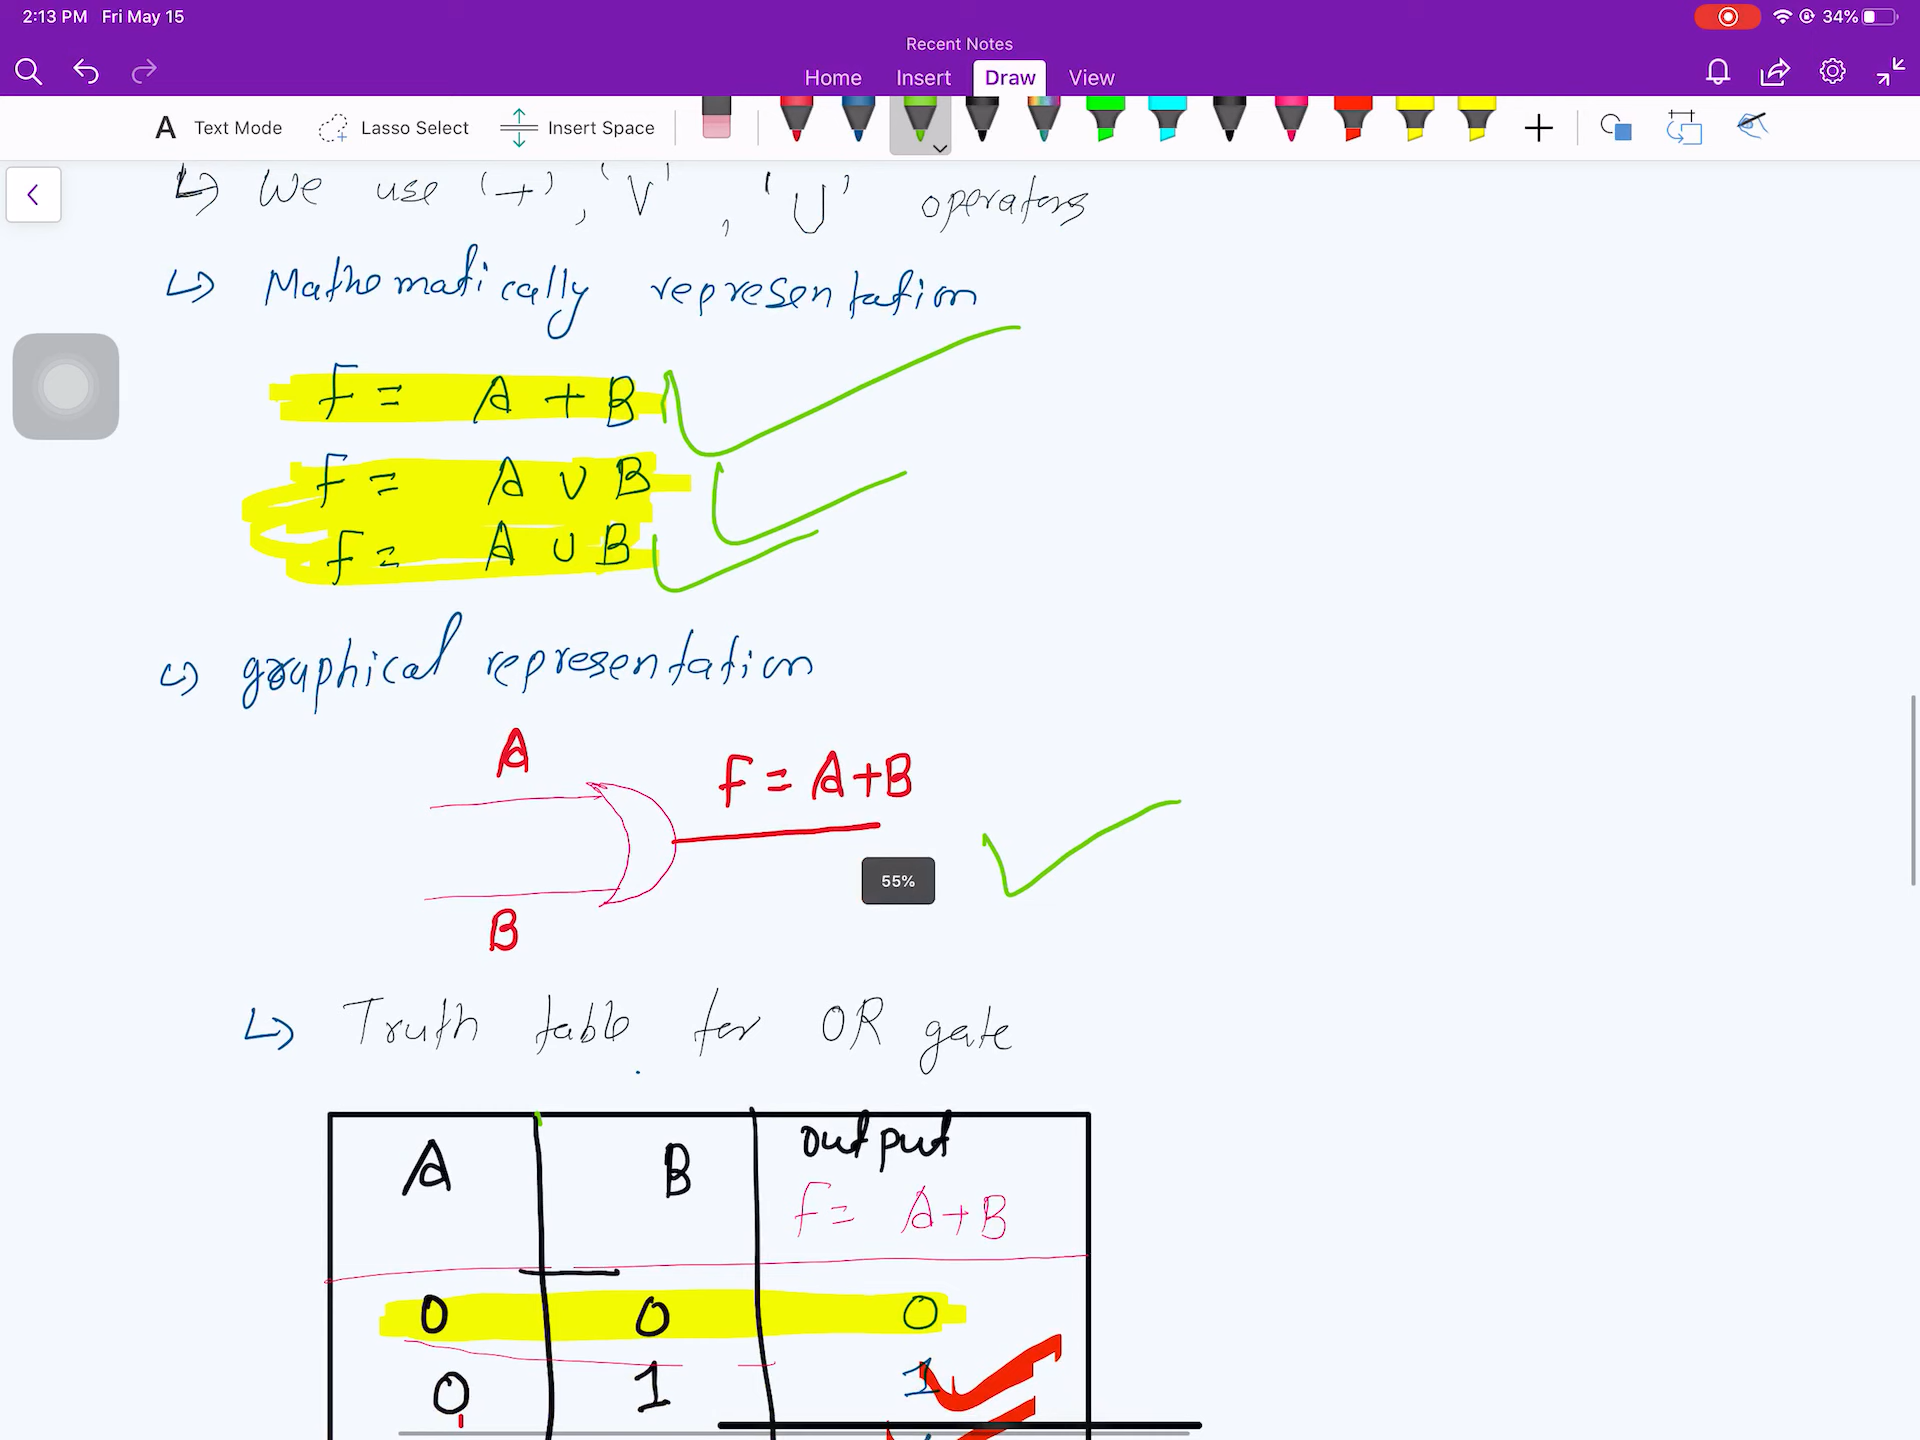 2:13 PM Fri May 15
34%
Recent Notes
Home Insert Draw View
A Text Mode Lasso Select Insert Space
↳ We use (+), 'V', 'U' operators
↳ Mathematically representation
F = A + B
F = A ∨ B
F = A ∪ B
↳ graphical representation
A
F = A+B
55%
B
↳ Truth table for OR gate
A B output
F = A+B
0 0 0
0 1 1